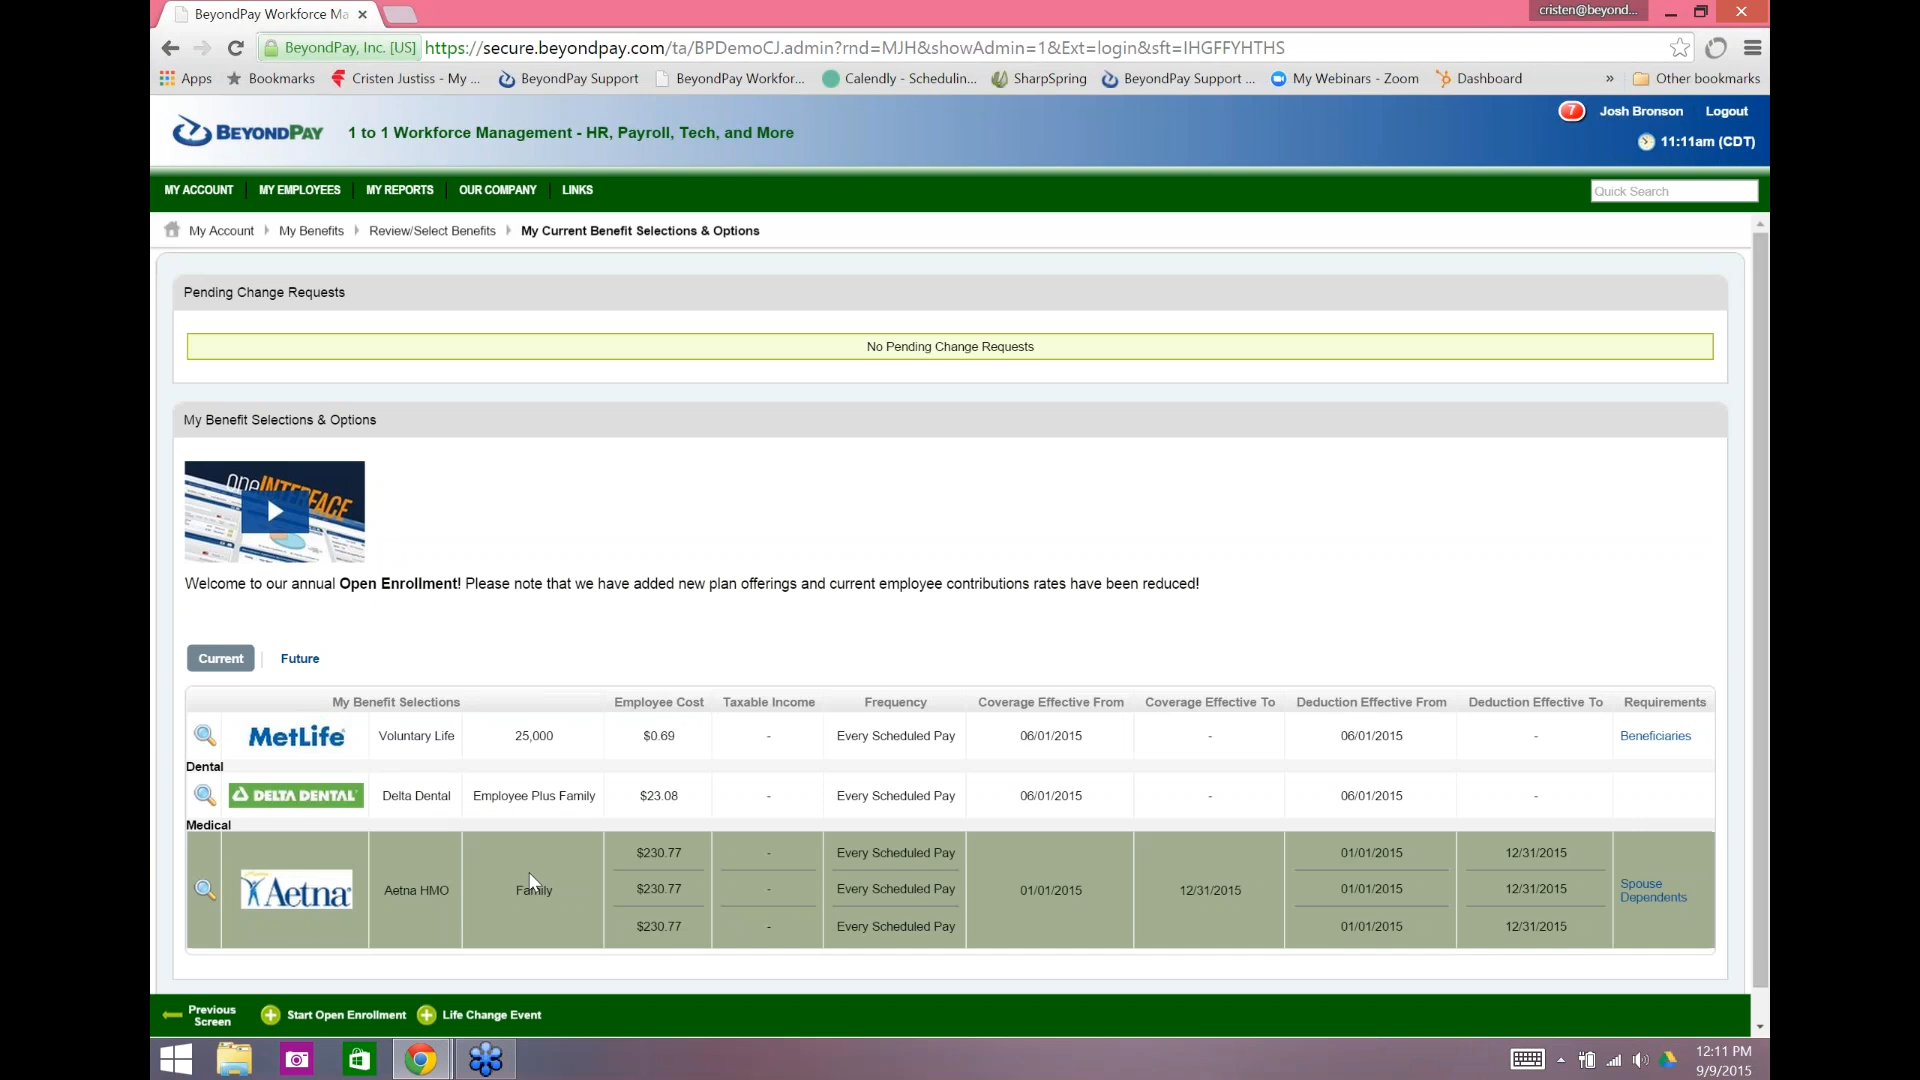 BeyondPay Workforce Ma
cristen@beyond...
BeyondPay, Inc. [US] https://secure.beyondpay.com/ta/BPDemoCJ.admin?rnd=MJH&showAdmin=1&Ext=login&sft=IHGFFYHTHS
Apps Bookmarks Cristen Justiss - My ... BeyondPay Support BeyondPay Workfor... Calendly - Schedulin... SharpSpring BeyondPay Support ... My Webinars - Zoom Dashboard » Other bookmarks
7 Josh Bronson Logout
BEYONDPAY 1 to 1 Workforce Management - HR, Payroll, Tech, and More
11:11am (CDT)
MY ACCOUNT MY EMPLOYEES MY REPORTS OUR COMPANY LINKS Quick Search
My Account My Benefits Review/Select Benefits My Current Benefit Selections & Options
Pending Change Requests
No Pending Change Requests
My Benefit Selections & Options
one INTERFACE
Welcome to our annual Open Enrollment! Please note that we have added new plan offerings and current employee contributions rates have been reduced!
Current Future
My Benefit Selections Employee Cost Taxable Income Frequency Coverage Effective From Coverage Effective To Deduction Effective From Deduction Effective To Requirements
MetLife Voluntary Life 25,000 $0.69 - Every Scheduled Pay 06/01/2015 - 06/01/2015 - Beneficiaries
Dental
DELTA DENTAL Delta Dental Employee Plus Family $23.08 - Every Scheduled Pay 06/01/2015 - 06/01/2015 -
Medical
$230.77 - Every Scheduled Pay 01/01/2015 12/31/2015
Aetna Aetna HMO Family $230.77 - Every Scheduled Pay 01/01/2015 12/31/2015 01/01/2015 12/31/2015 Spouse
Dependents
$230.77 - Every Scheduled Pay 01/01/2015 12/31/2015
Previous
Screen
Start Open Enrollment Life Change Event
12:11 PM
9/9/2015